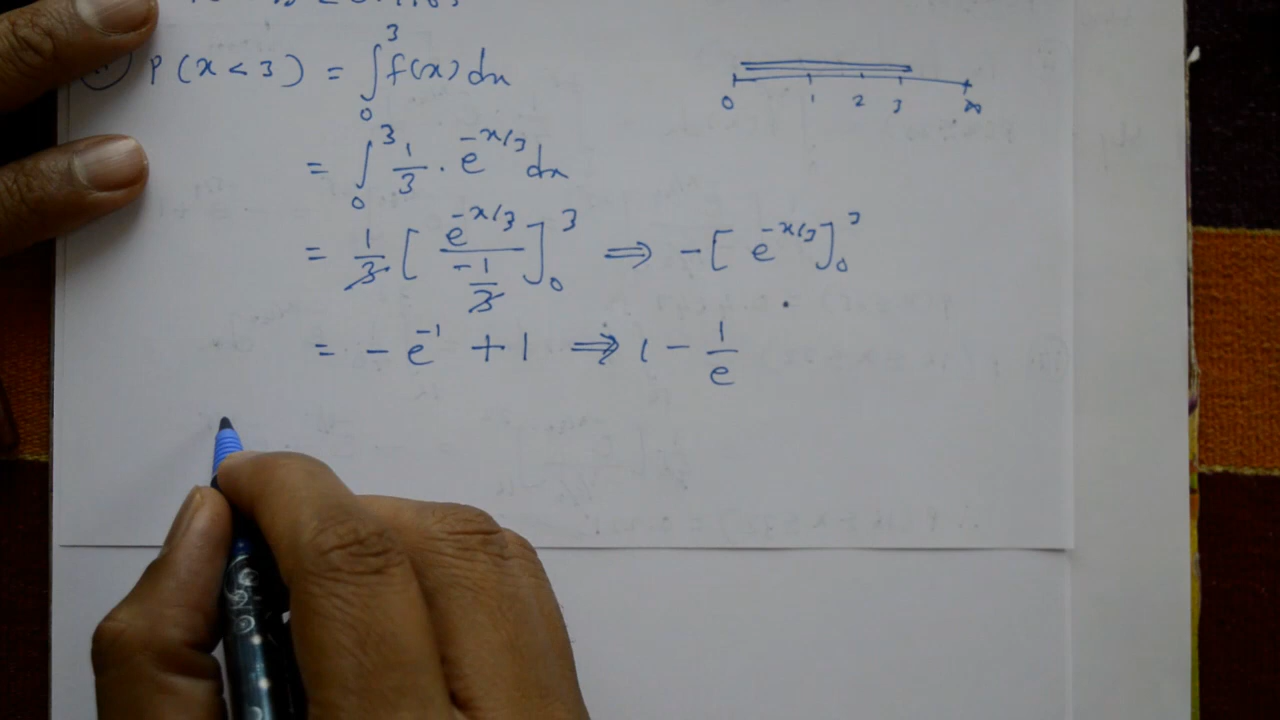 P(x < 3) = ∫₀³ f(x) dx
0 1 2 3 ∞
= ∫₀³ 1/3 · e^(-x/3) dx
= 1/3 [ e^(-x/3) / (-1/3) ]₀³ ⇒ - [ e^(-x/3) ]₀³
= - e^(-1) + 1 ⇒ 1 - 1/e